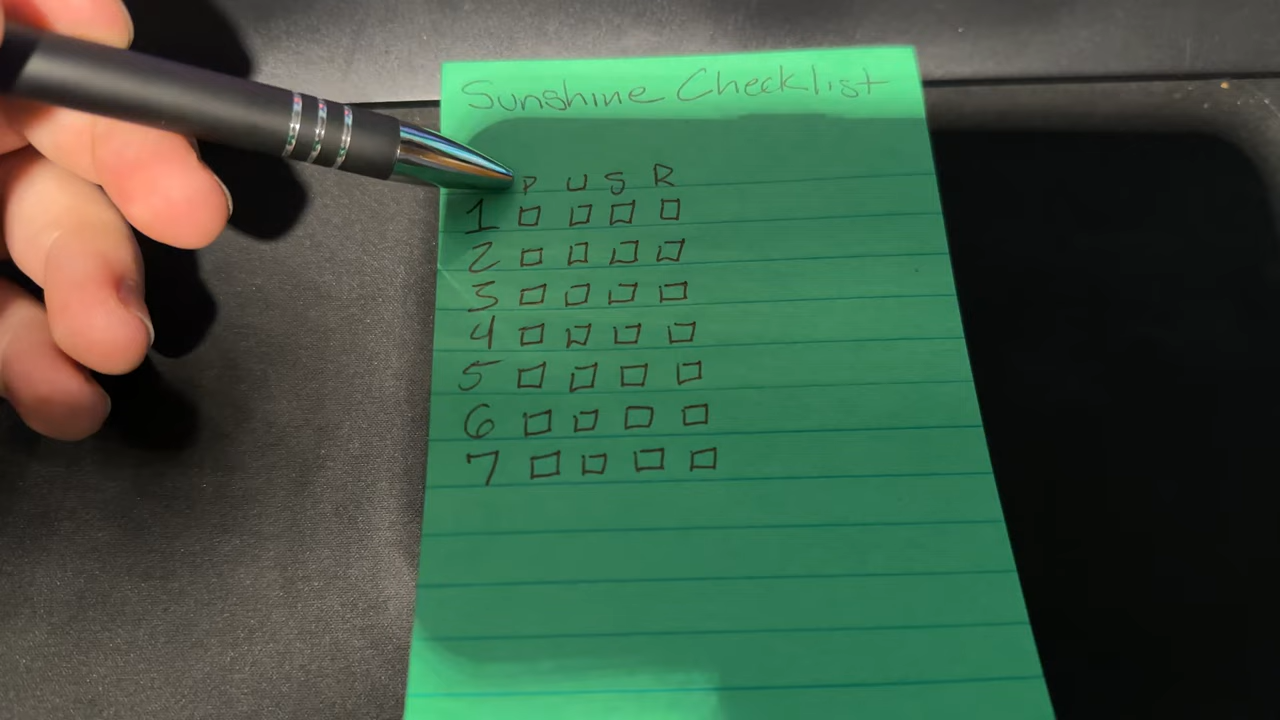 Sunshine Checklist
P U S R
1 □ □ □ □
2 □ □ □ □
3 □ □ □ □
4 □ □ □ □
5 □ □ □ □
6 □ □ □ □
7 □ □ □ □